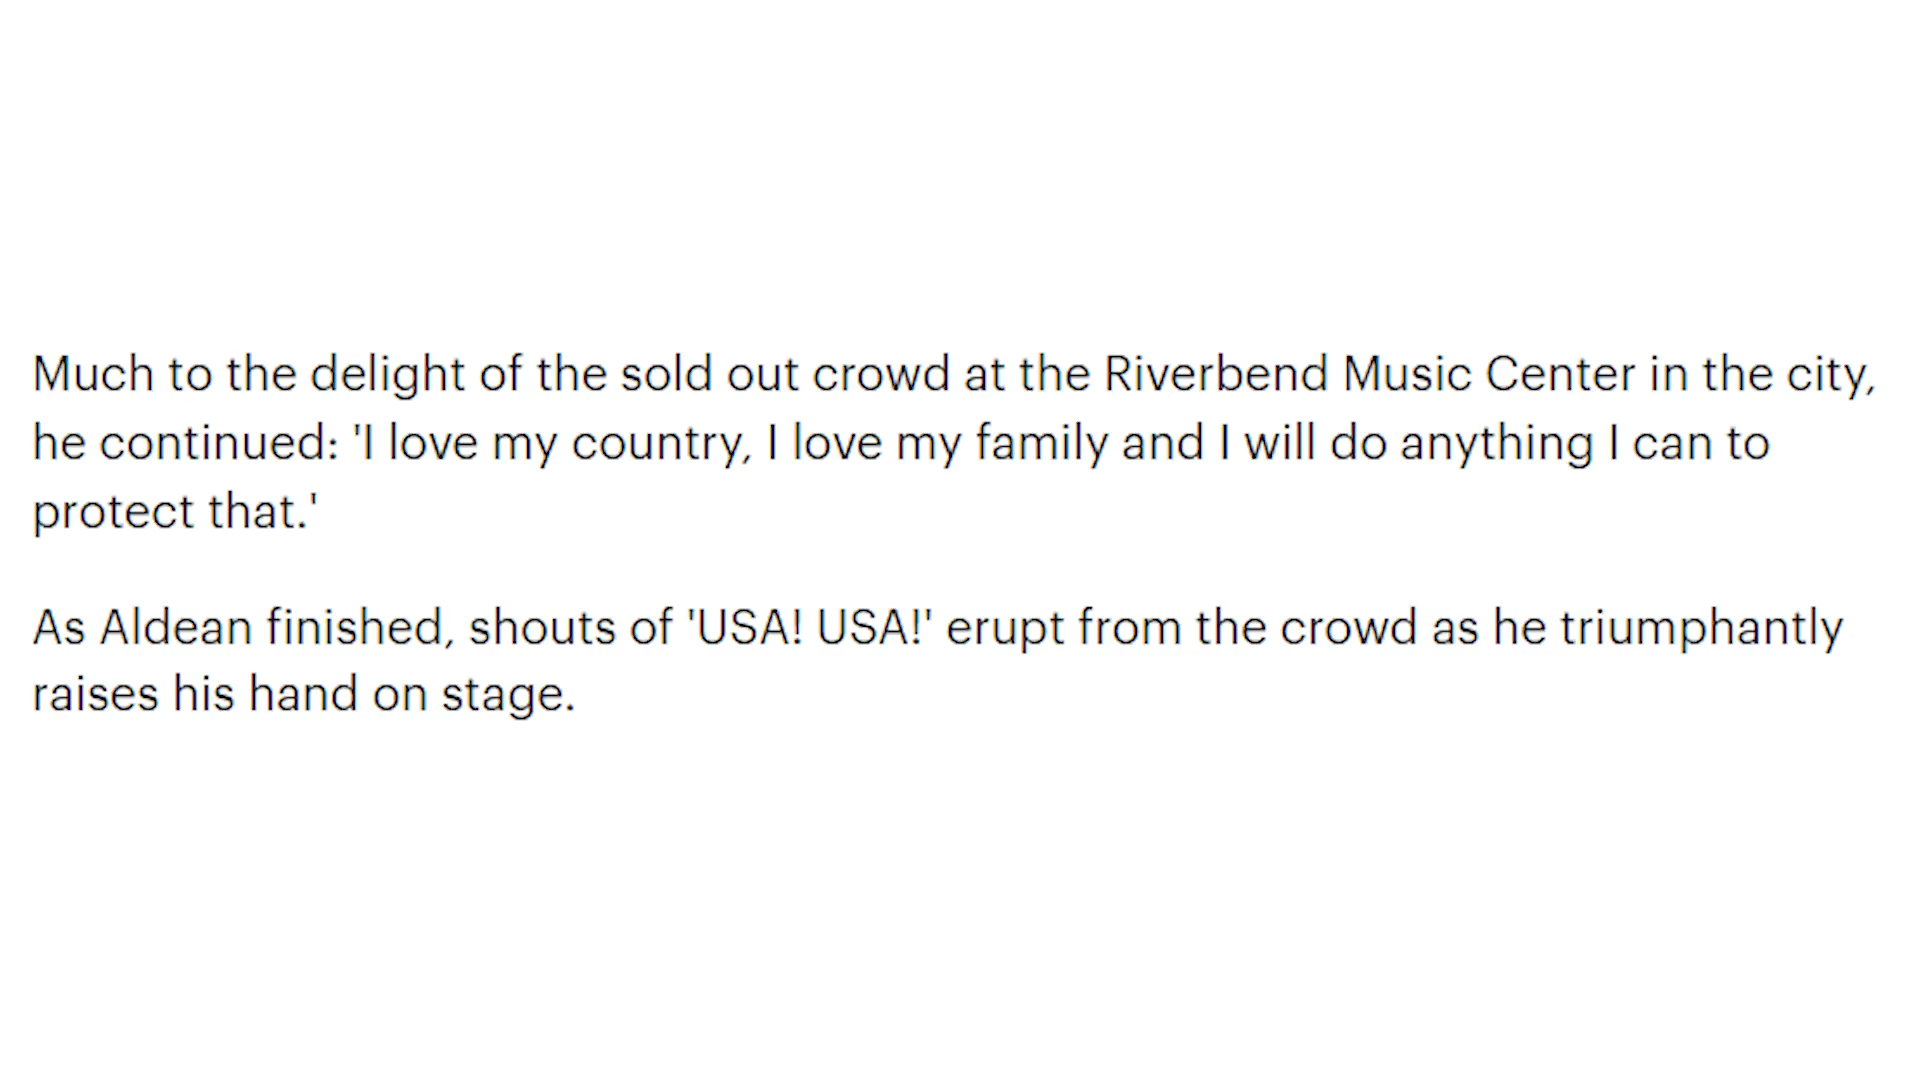 Much to the delight of the sold out crowd at the Riverbend Music Center in the city,
he continued: 'I love my country, I love my family and I will do anything I can to
protect that.'
As Aldean finished, shouts of 'USA! USA!' erupt from the crowd as he triumphantly
raises his hand on stage.